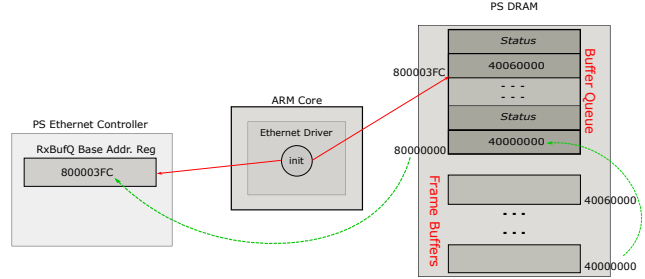 PS DRAM
Status
40060000
800003FC
- - -
- - -
Buffer Queue
Status
40000000
80000000
ARM Core
Ethernet Driver
init
PS Ethernet Controller
RxBufQ Base Addr. Reg
800003FC
Frame Buffers
40060000
- - -
- - -
40000000